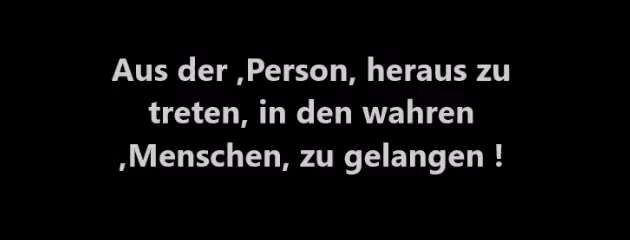 Aus der ,Person, heraus zu
treten, in den wahren
,Menschen, zu gelangen !